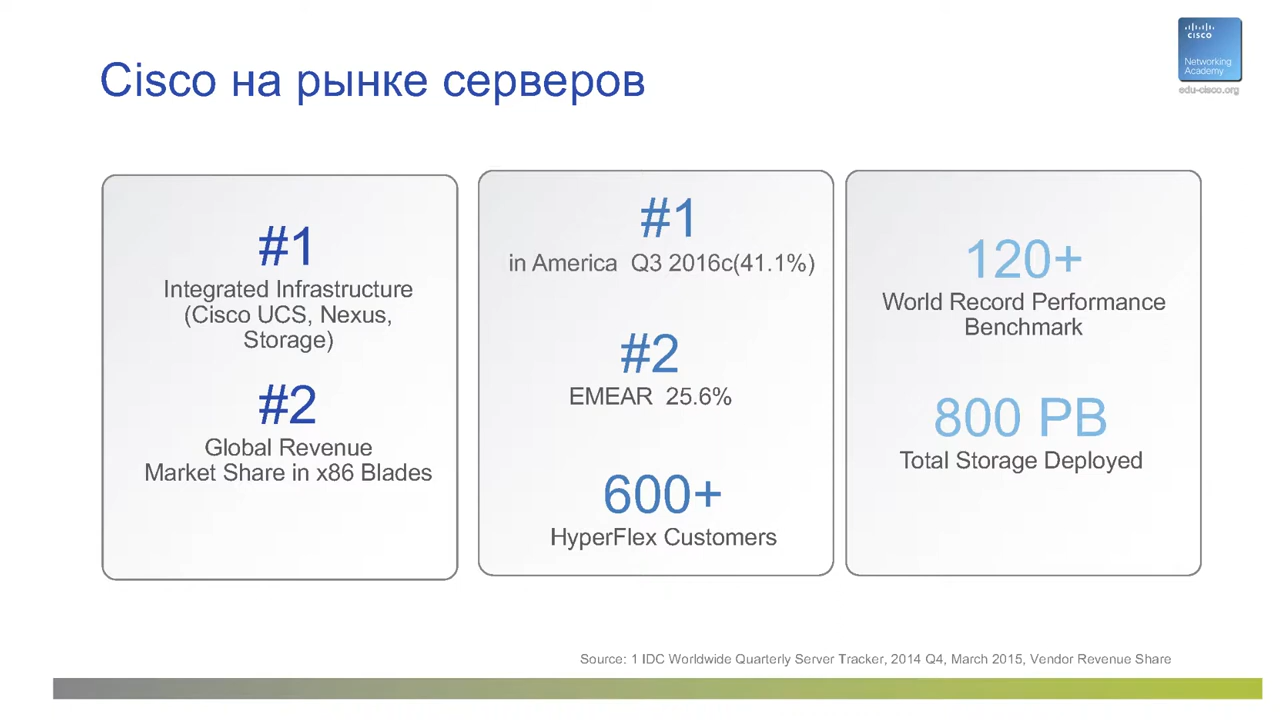 Cisco на рынке серверов
CISCO
Networking
Academy
edu-cisco.org
#1
Integrated Infrastructure
(Cisco UCS, Nexus,
Storage)
#2
Global Revenue
Market Share in x86 Blades
#1
in America Q3 2016c(41.1%)
#2
EMEAR 25.6%
600+
HyperFlex Customers
120+
World Record Performance
Benchmark
800 PB
Total Storage Deployed
Source: 1 IDC Worldwide Quarterly Server Tracker, 2014 Q4, March 2015, Vendor Revenue Share